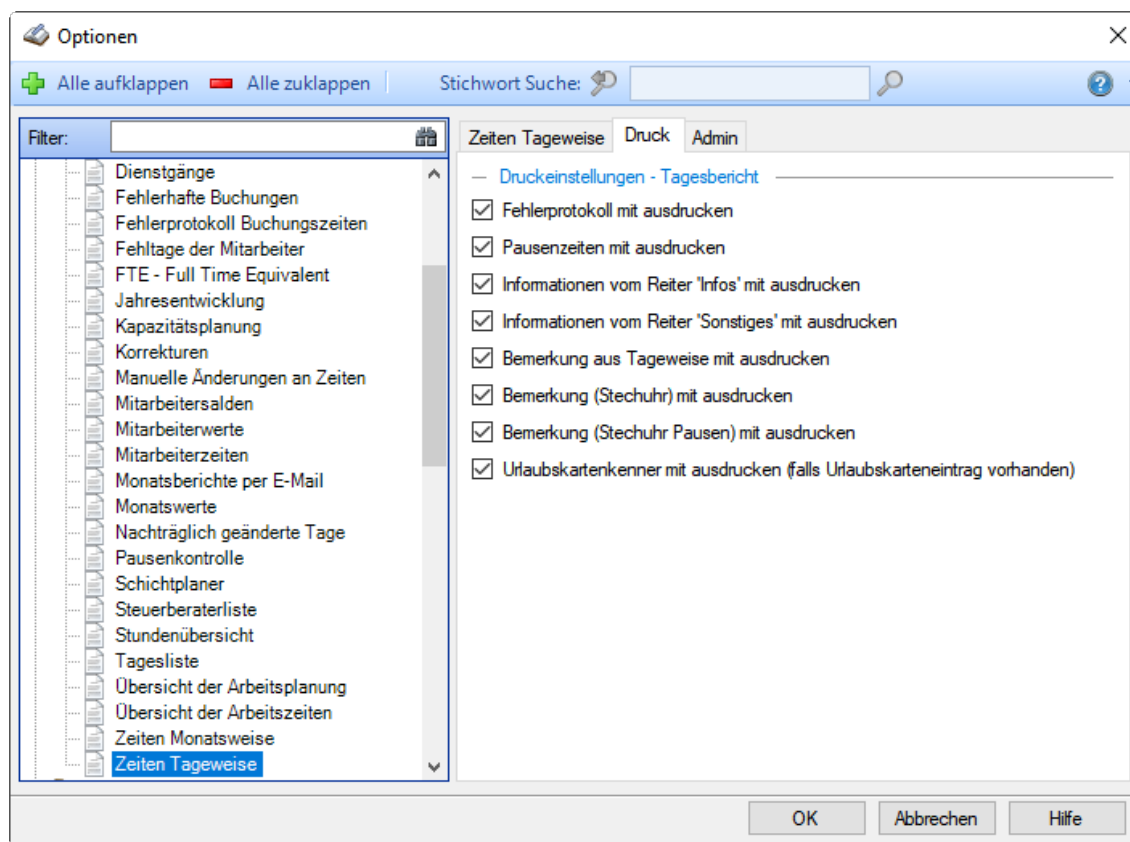 Optionen
Alle aufklappen Alle zuklappen Stichwort Suche:
Filter:
Dienstgänge
Fehlerhafte Buchungen
Fehlerprotokoll Buchungszeiten
Fehltage der Mitarbeiter
FTE - Full Time Equivalent
Jahresentwicklung
Kapazitätsplanung
Korrekturen
Manuelle Änderungen an Zeiten
Mitarbeitersalden
Mitarbeiterwerte
Mitarbeiterzeiten
Monatsberichte per E-Mail
Monatswerte
Nachträglich geänderte Tage
Pausenkontrolle
Schichtplaner
Steuerberaterliste
Stundenübersicht
Tagesliste
Übersicht der Arbeitsplanung
Übersicht der Arbeitszeiten
Zeiten Monatsweise
Zeiten Tageweise
Zeiten Tageweise Druck Admin
Druckeinstellungen - Tagesbericht
Fehlerprotokoll mit ausdrucken
Pausenzeiten mit ausdrucken
Informationen vom Reiter 'Infos' mit ausdrucken
Informationen vom Reiter 'Sonstiges' mit ausdrucken
Bemerkung aus Tageweise mit ausdrucken
Bemerkung (Stechuhr) mit ausdrucken
Bemerkung (Stechuhr Pausen) mit ausdrucken
Urlaubskartenkenner mit ausdrucken (falls Urlaubskarteneintrag vorhanden)
OK Abbrechen Hilfe